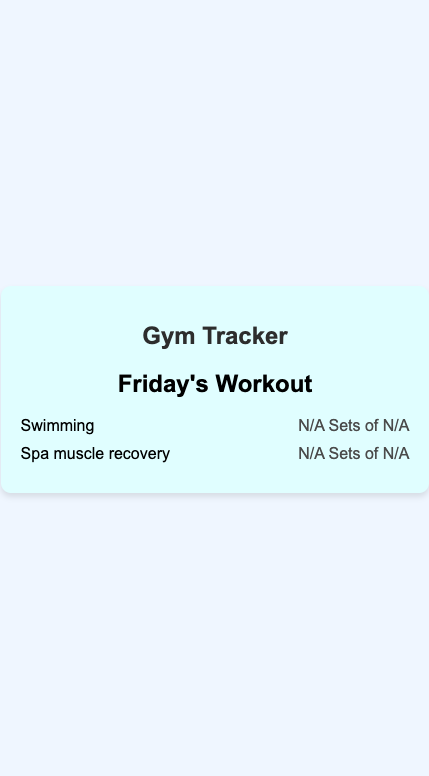 Gym Tracker
Friday's Workout
Swimming N/A Sets of N/A
Spa muscle recovery N/A Sets of N/A